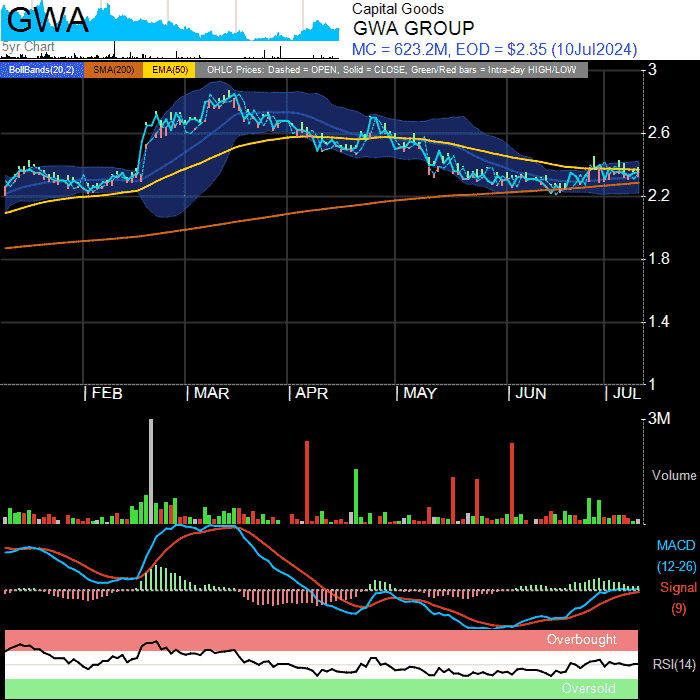 GWA
5yr Chart
Capital Goods
GWA GROUP
MC = 623.2M, EOD = $2.35 (10Jul2024)
BollBands(20,2) SMA(200) EMA(50) OHLC Prices: Dashed = OPEN, Solid = CLOSE, Green/Red bars = Intra-day HIGH/LOW
3
2.6
2.2
1.8
1.4
1
| FEB | MAR | APR | MAY | JUN | JUL
3M
Volume
MACD
(12-26)
Signal
(9)
Overbought
RSI(14)
Oversold